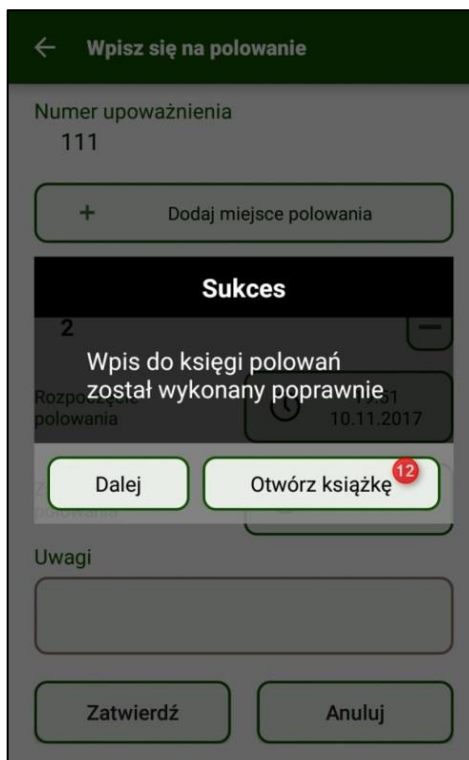 Wpisz się na polowanie
Numer upoważnienia
111
+ Dodaj miejsce polowania
Sukces
2
Wpis do księgi polowań
został wykonany poprawnie
polowania
10.11.2017
Dalej
Otwórz książkę
12
Uwagi
Zatwierdź
Anuluj